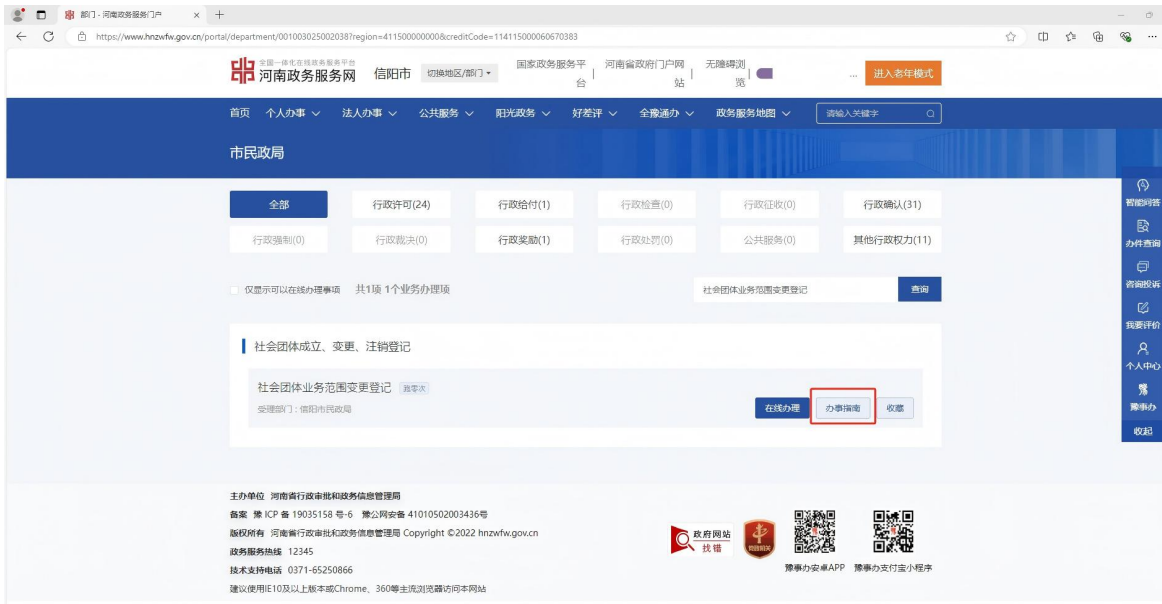 部门 - 河南政务服务门户
https://www.hnzwfw.gov.cn/portal/department/001003025002038?region=411500000000&creditCode=114115000060670383
全国一体化在线政务服务平台
河南政务服务网
信阳市
切换地区/部门
国家政务服务平台
河南省政府门户网站
无障碍浏览
...
进入老年模式
首页 个人办事 法人办事 公共服务 阳光政务 好差评 全豫通办 政务服务地图 请输入关键字
市民政局
全部 行政许可(24) 行政给付(1) 行政检查(0) 行政征收(0) 行政确认(31)
行政强制(0) 行政裁决(0) 行政奖励(1) 行政处罚(0) 公共服务(0) 其他行政权力(11)
仅显示可以在线办理事项 共1项 1个业务办理项 社会团体业务范围变更登记 查询
社会团体成立、变更、注销登记
社会团体业务范围变更登记 跑零次
受理部门：信阳市民政局
在线办理 办事指南 收藏
智能问答
办件查询
咨询投诉
我要评价
个人中心
豫事办
收起
主办单位 河南省行政审批和政务信息管理局
备案 豫 ICP 备 19035158 号-6 豫公网安备 41010502003436号
版权所有 河南省行政审批和政务信息管理局 Copyright ©2022 hnzwfw.gov.cn
政务服务热线 12345
技术支持电话 0371-65250866
建议使用IE10及以上版本或Chrome、360等主流浏览器访问本网站
政府网站
找错
党政机关
豫事办安卓APP 豫事办支付宝小程序